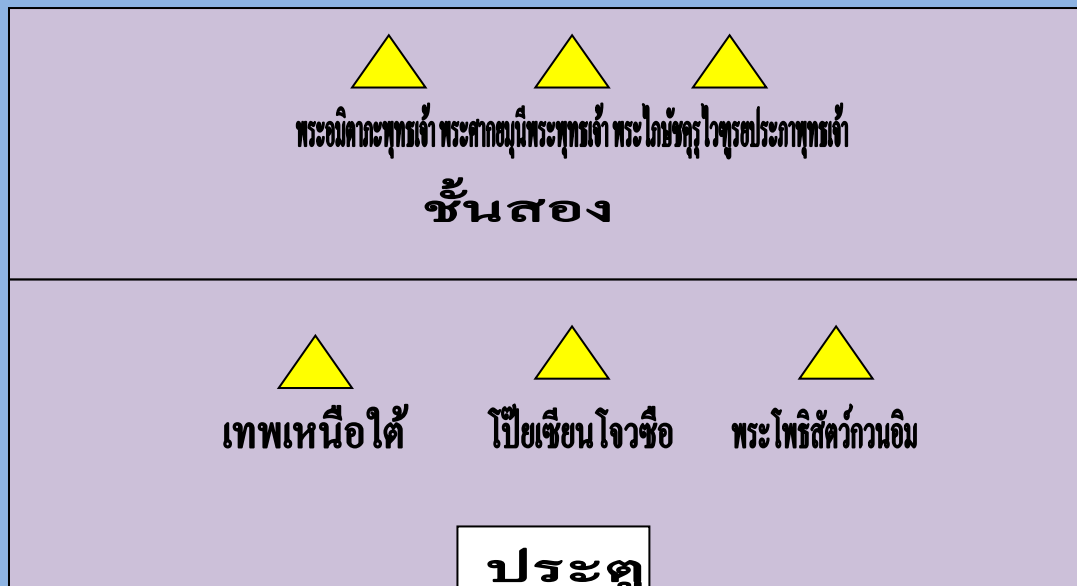 พระอมิตาภะพุทธเจ้า พระศากยมุนีพระพุทธเจ้า พระไภษัชคุรุไวฑูรยประภาพุทธเจ้า
ชั้นสอง
เทพเหนือใต้ โป๊ยเซียนโจวซือ พระโพธิสัตว์กวนอิม
ประตู